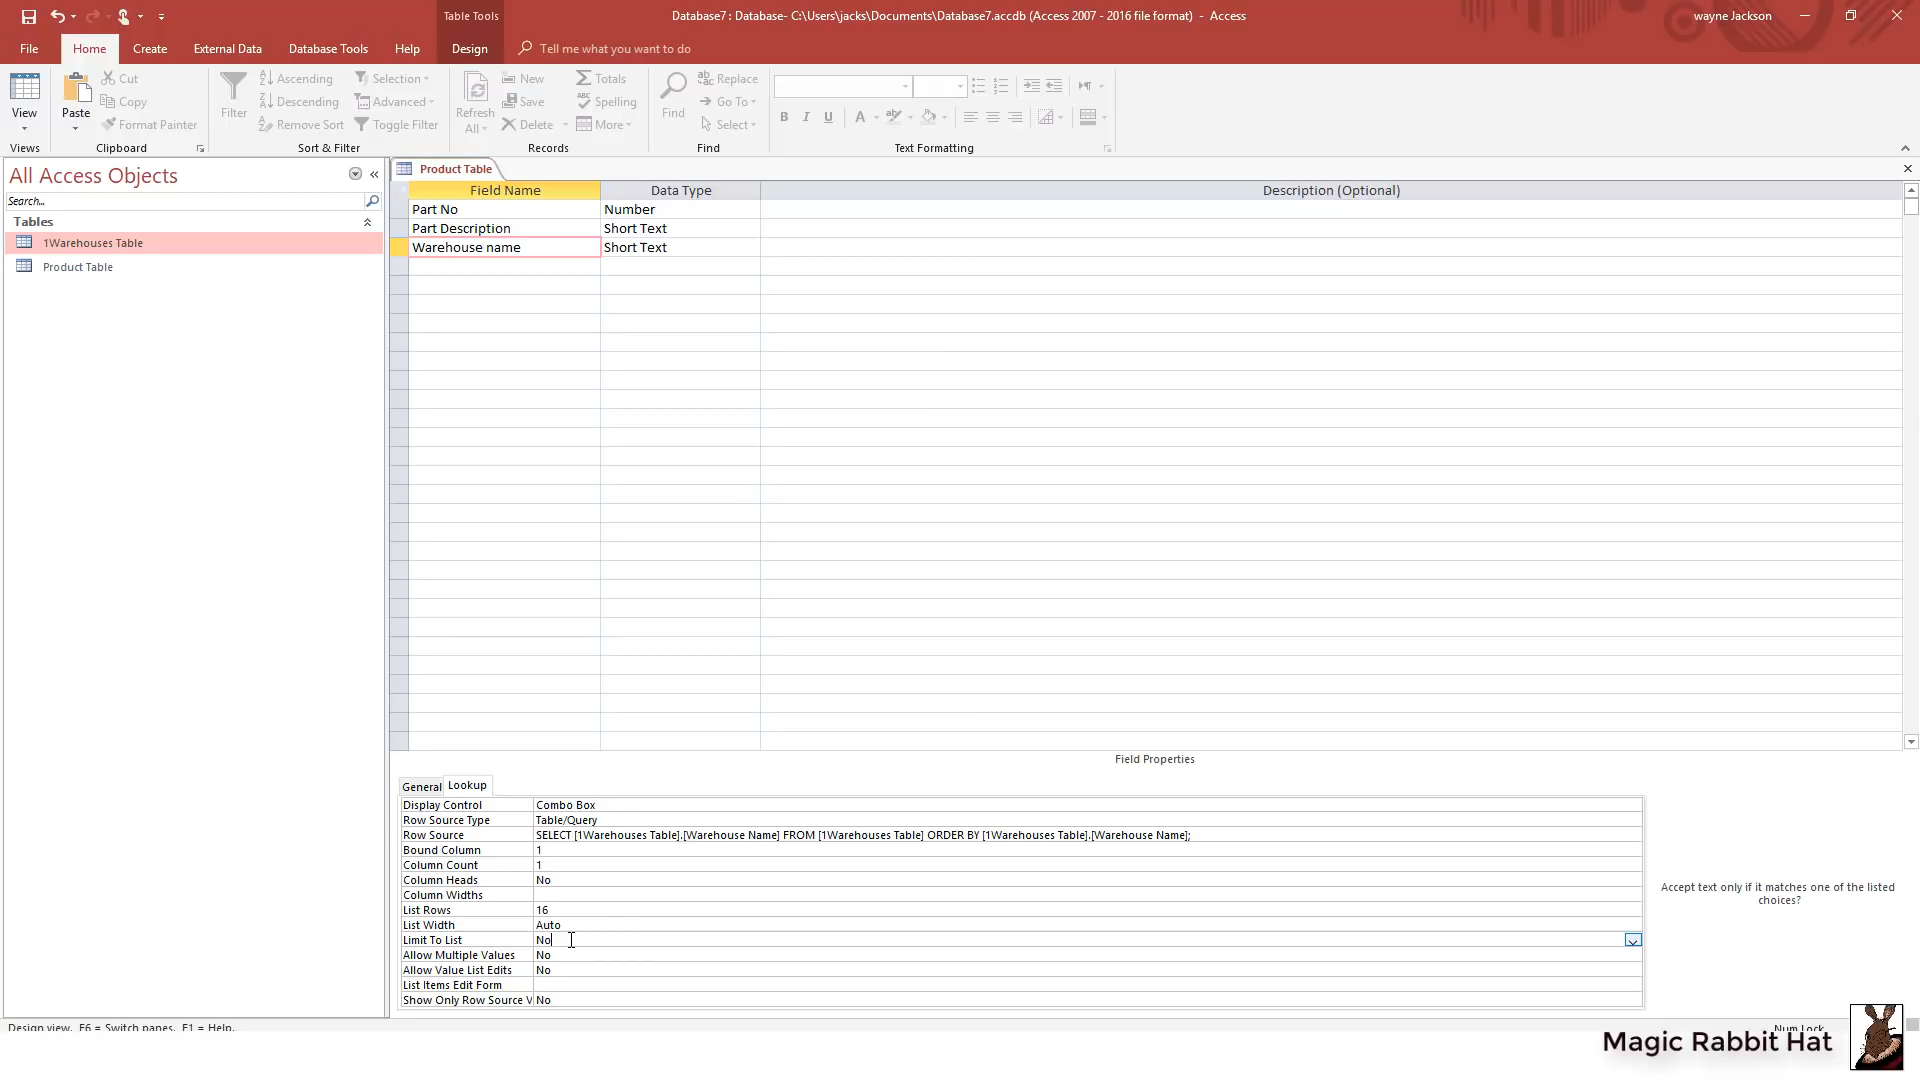 Table Tools
Database7 : Database- C:\Users\jacks\Documents\Database7.accdb (Access 2007 - 2016 file format) - Access
wayne Jackson
File Home Create External Data Database Tools Help Design Tell me what you want to do
View
Views
Paste
Cut
Copy
Format Painter
Clipboard
Filter
Ascending
Descending
Remove Sort
Selection
Advanced
Toggle Filter
Sort & Filter
Refresh
All
New
Save
Delete
Totals
Spelling
More
Records
Find
Replace
Go To
Select
Find
B I U
A
Text Formatting
All Access Objects
Search...
Tables
1Warehouses Table
Product Table
Product Table
Field Name Data Type Description (Optional)
Part No Number
Part Description Short Text
Warehouse name Short Text
Field Properties
General Lookup
Display Control Combo Box
Row Source Type Table/Query
Row Source SELECT [1Warehouses Table].[Warehouse Name] FROM [1Warehouses Table] ORDER BY [1Warehouses Table].[Warehouse Name];
Bound Column 1
Column Count 1
Column Heads No
Column Widths
List Rows 16
List Width Auto
Limit To List No
Allow Multiple Values No
Allow Value List Edits No
List Items Edit Form
Show Only Row Source V No
Accept text only if it matches one of the listed
choices?
Design view. F6 = Switch panes. F1 = Help.
Num Lock
Magic Rabbit Hat